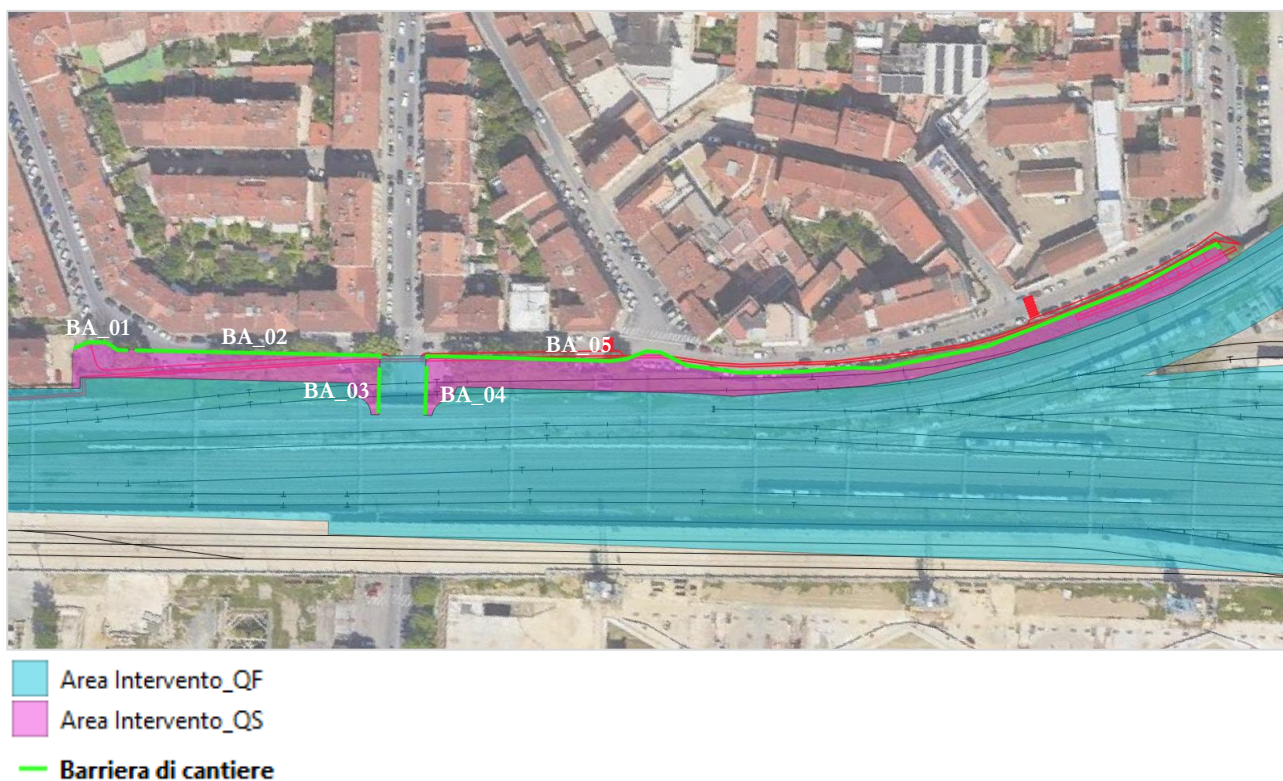 BA_01
BA_02
BA_05
BA_03
BA_04
Area Intervento_QF
Area Intervento_QS
Barriera di cantiere